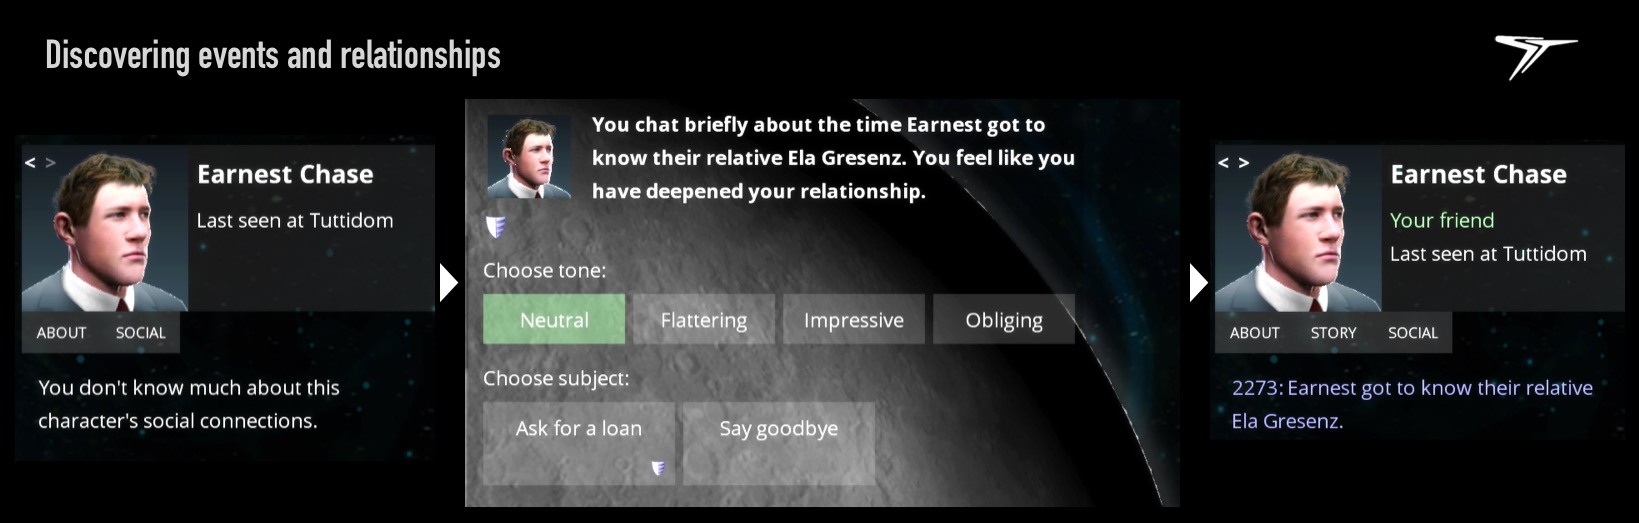 Discovering events and relationships
< >
Earnest Chase
Last seen at Tuttidom
ABOUT SOCIAL
You don't know much about this
character's social connections.
You chat briefly about the time Earnest got to
know their relative Ela Gresenz. You feel like you
have deepened your relationship.
Choose tone:
Neutral Flattering Impressive Obliging
Choose subject:
Ask for a loan Say goodbye
< >
Earnest Chase
Your friend
Last seen at Tuttidom
ABOUT STORY SOCIAL
2273: Earnest got to know their relative
Ela Gresenz.